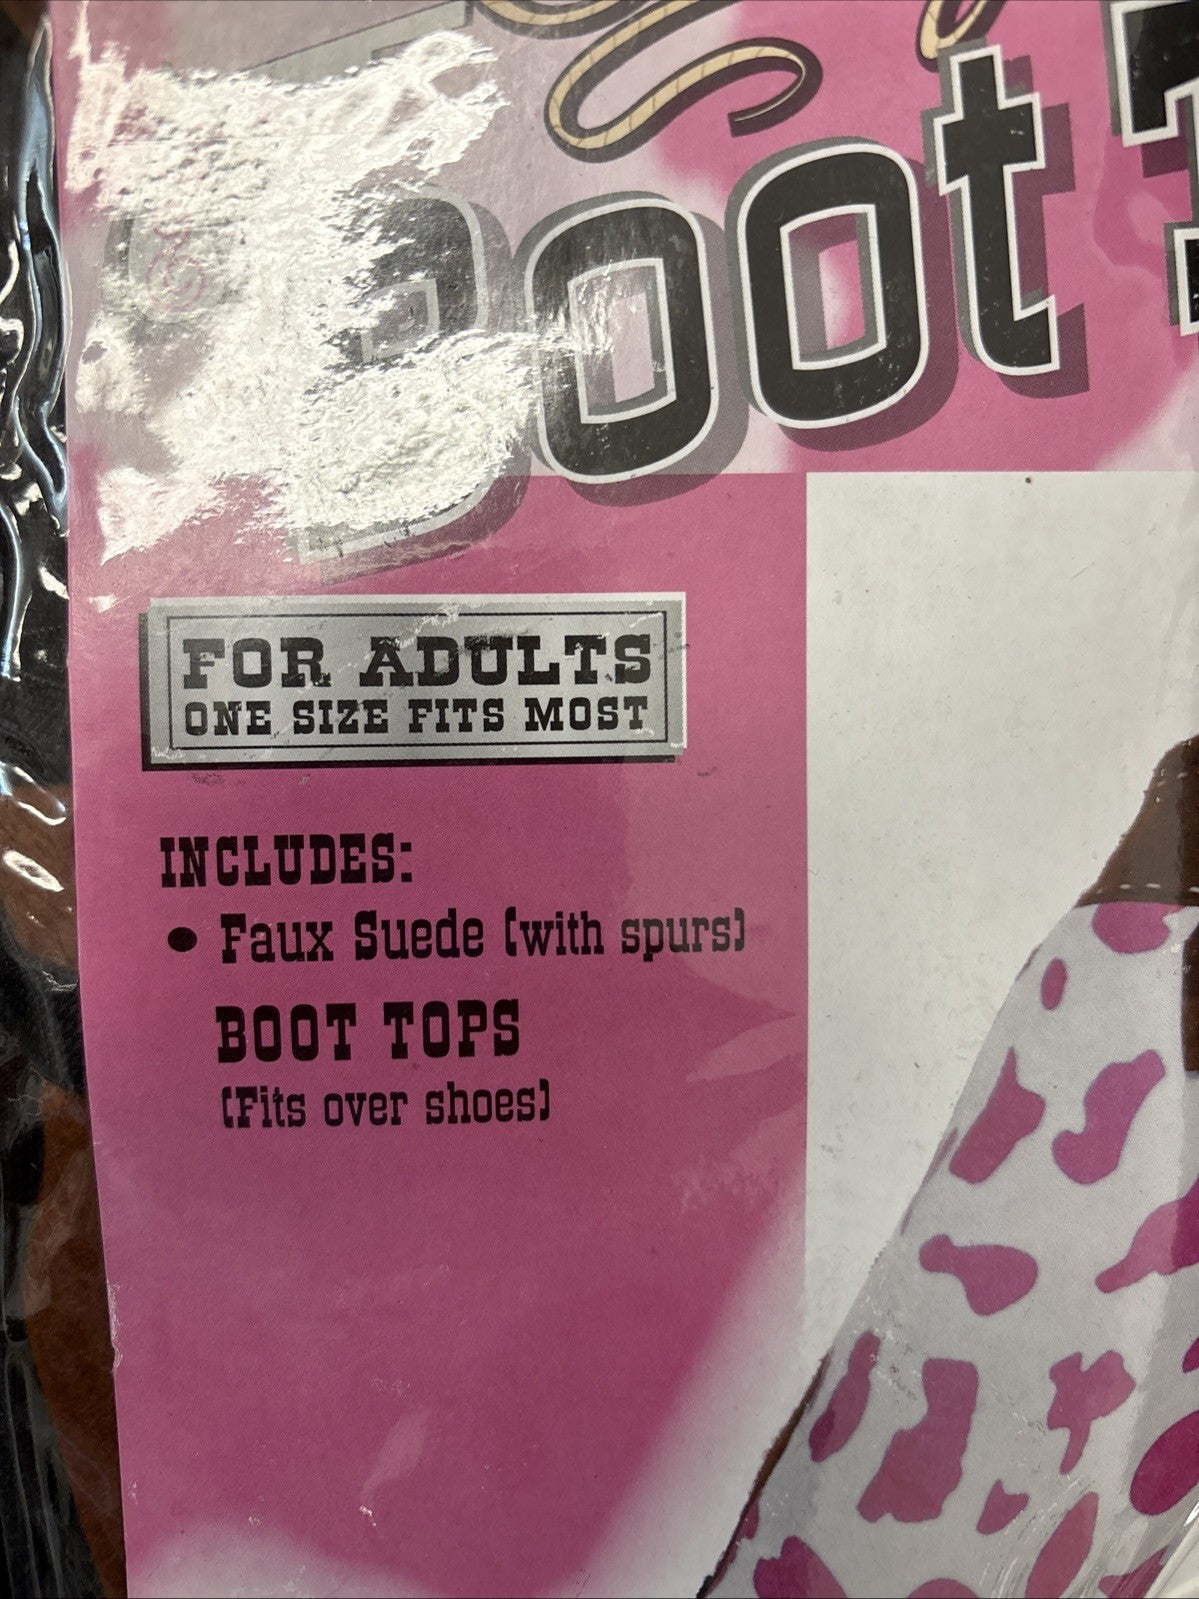 Boot T
FOR ADULTS
ONE SIZE FITS MOST
INCLUDES:
• Faux Suede (with spurs)
BOOT TOPS
(Fits over shoes)